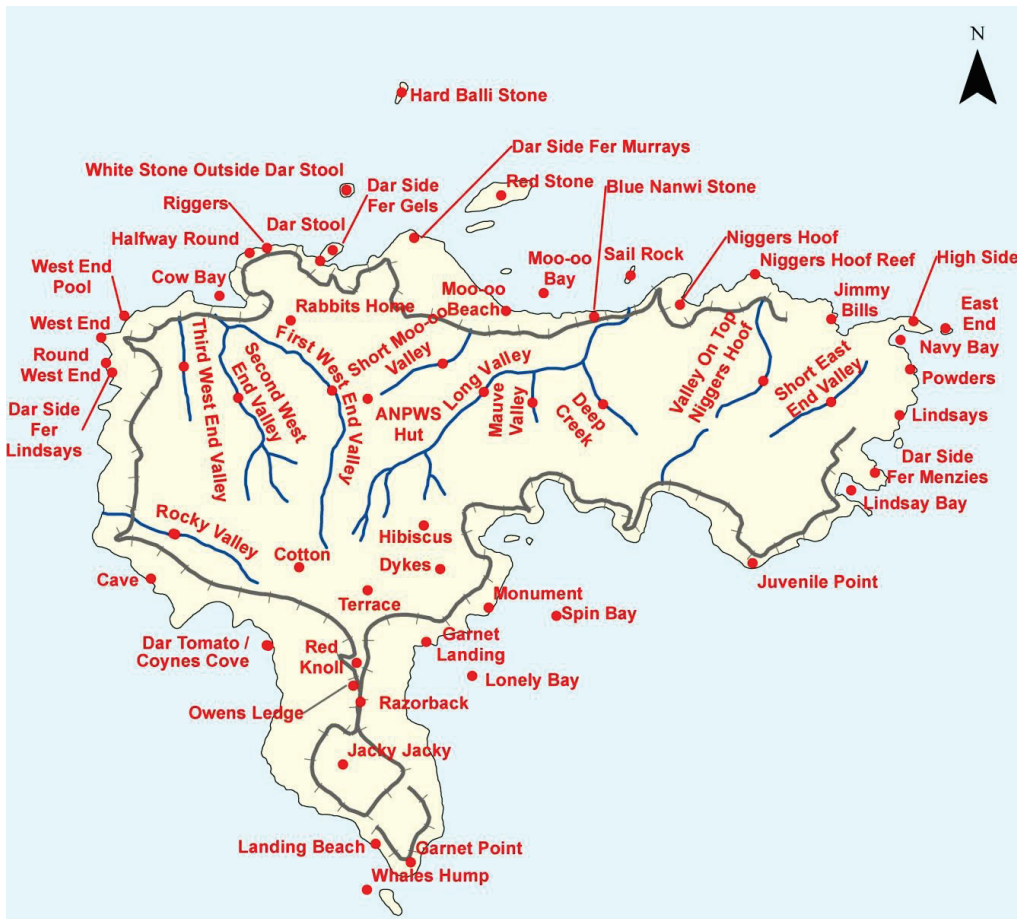 N
Hard Balli Stone
Dar Side Fer Murrays
White Stone Outside Dar Stool
Dar Side
Fer Gels
Red Stone
Blue Nanwi Stone
Riggers
Dar Stool
Halfway Round
Sail Rock
Niggers Hoof
Niggers Hoof Reef
High Side
West End
Pool
Cow Bay
Moo-oo
Bay
Jimmy
Bills
East
End
Rabbits Home
Moo-oo
Beach
West End
Navy Bay
Round
West End
Third West End Valley
Second West
End Valley
First West End Valley
Short Moo-oo
Valley
Long Valley
Mauve
Valley
Deep
Creek
Valley On Top
Niggers Hoof
Short East
End Valley
Powders
Dar Side
Fer
Lindsays
ANPWS
Hut
Lindsays
Dar Side
Fer Menzies
Lindsay Bay
Rocky Valley
Hibiscus
Cotton
Dykes
Cave
Terrace
Juvenile Point
Monument
Spin Bay
Dar Tomato /
Coynes Cove
Red
Knoll
Garnet
Landing
Lonely Bay
Owens Ledge
Razorback
Jacky Jacky
Landing Beach
Garnet Point
Whales Hump